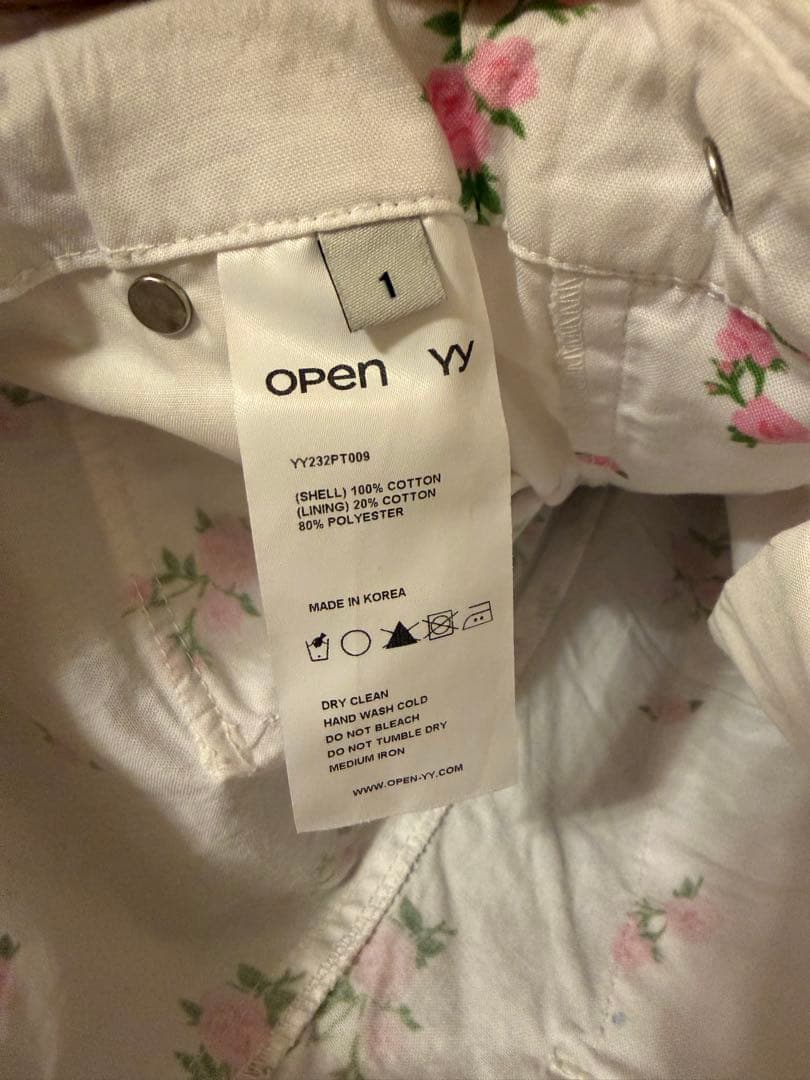 1
OPEN YY
YY232PT009
(SHELL) 100% COTTON
(LINING) 20% COTTON
80% POLYESTER
MADE IN KOREA
DRY CLEAN
HAND WASH COLD
DO NOT BLEACH
DO NOT TUMBLE DRY
MEDIUM IRON
WWW.OPEN-YY.COM